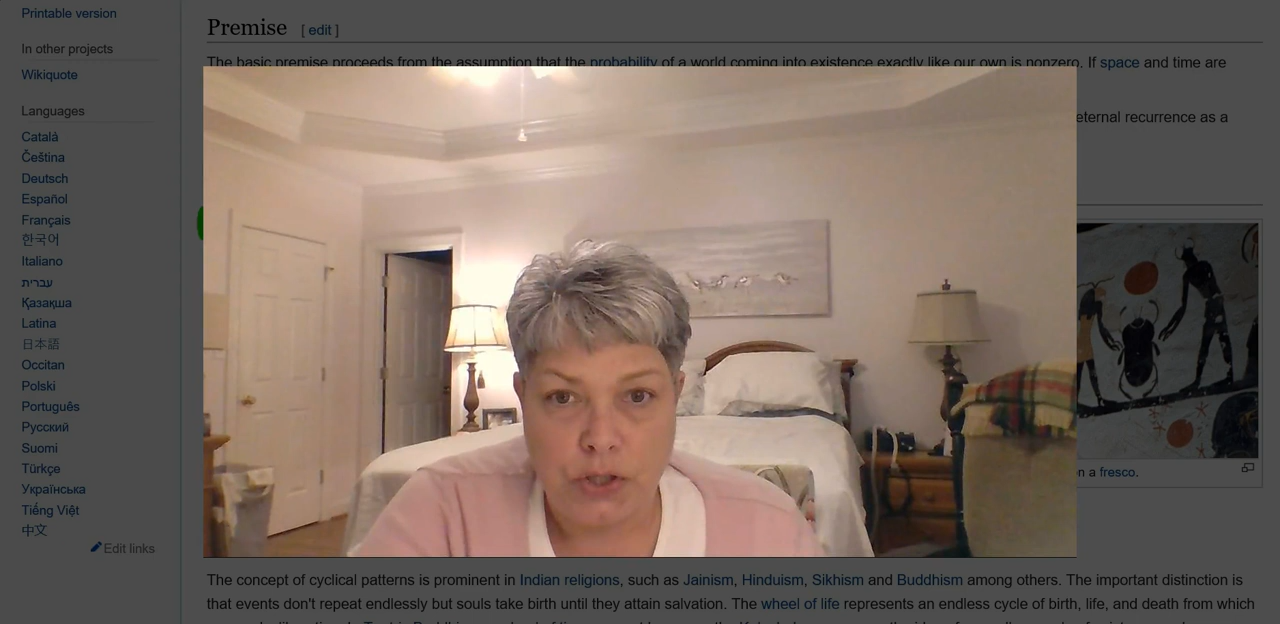 Printable version
In other projects
Wikiquote
Languages
Català
Čeština
Deutsch
Español
Français
한국어
Italiano
עברית
Қазақша
Latina
日本語
Occitan
Polski
Português
Русский
Suomi
Türkçe
Українська
Tiếng Việt
中文
Edit links
Premise [ edit ]
The basic premise proceeds from the assumption that the probability of a world coming into existence exactly like our own is nonzero. If space and time are
eternal recurrence as a
n a fresco.
The concept of cyclical patterns is prominent in Indian religions, such as Jainism, Hinduism, Sikhism and Buddhism among others. The important distinction is
that events don't repeat endlessly but souls take birth until they attain salvation. The wheel of life represents an endless cycle of birth, life, and death from which